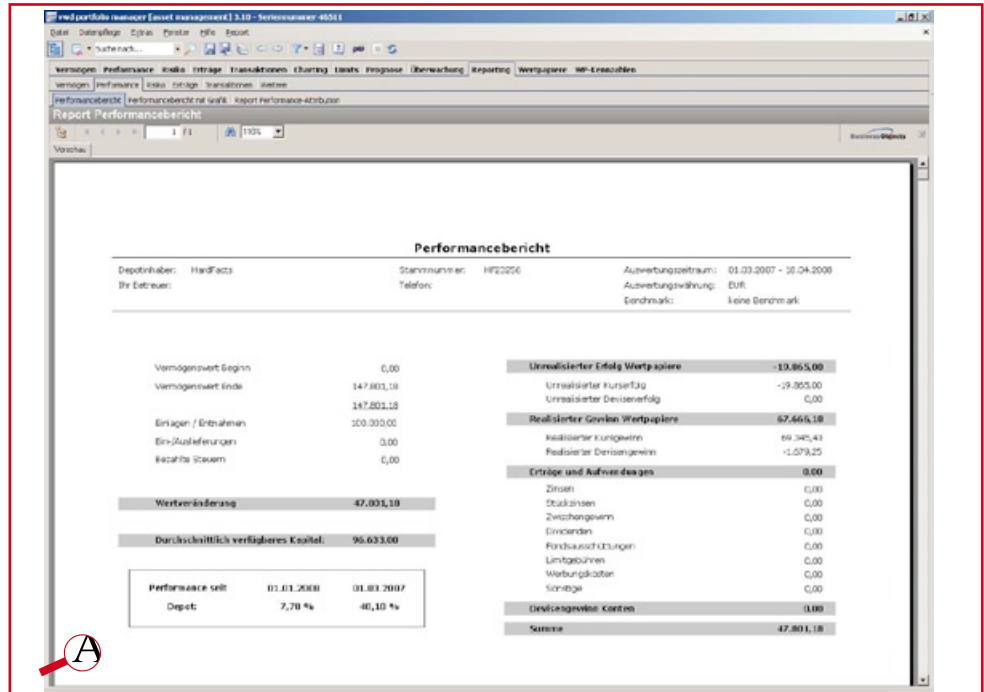 vwd portfolio manager [asset management] 3.10 - Seriennummer 46511
Datei Datenpflege Extras Fenster Hilfe Report
Suche nach...
Vermögen Performance Risiko Erträge Transaktionen Charting Limits Prognose Überwachung Reporting Wertpapiere WP-Kennzahlen
Vermögen Performance Risiko Erträge Transaktionen Weitere
Performancebericht Performancebericht mit Grafik Report Performance-Attribution
Report Performancebericht
1 / 1 110%
Business Objects
Vorschau
Performancebericht
Depotinhaber: HardFacts Stammnummer: HF23256 Auswertungszeitraum: 01.03.2007 - 10.04.2008
Ihr Betreuer: Telefon: Auswertungswährung: EUR
Benchmark: keine Benchmark
Vermögenswert Beginn 0,00
Vermögenswert Ende 147.801,18
147.801,18
Einlagen / Entnahmen 100.000,00
Ein-/Auslieferungen 0,00
Bezahlte Steuern 0,00
Wertveränderung 47.801,18
Durchschnittlich verfügbares Kapital: 96.633,00
Performance seit 01.01.2008 01.03.2007
Depot: 7,78 % 48,10 %
Unrealisierter Erfolg Wertpapiere -19.865,00
Unrealisierter Kurserfolg -19.865,00
Unrealisierter Devisenerfolg 0,00
Realisierter Gewinn Wertpapiere 67.666,18
Realisierter Kursgewinn 69.345,43
Realisierter Devisengewinn -1.679,25
Erträge und Aufwendungen 0,00
Zinsen 0,00
Stückzinsen 0,00
Zwischengewinn 0,00
Dividenden 0,00
Fondsausschüttungen 0,00
Limitgebühren 0,00
Werbungskosten 0,00
Sonstige 0,00
Devisengewinn Konten 0,00
Summe 47.801,18
A